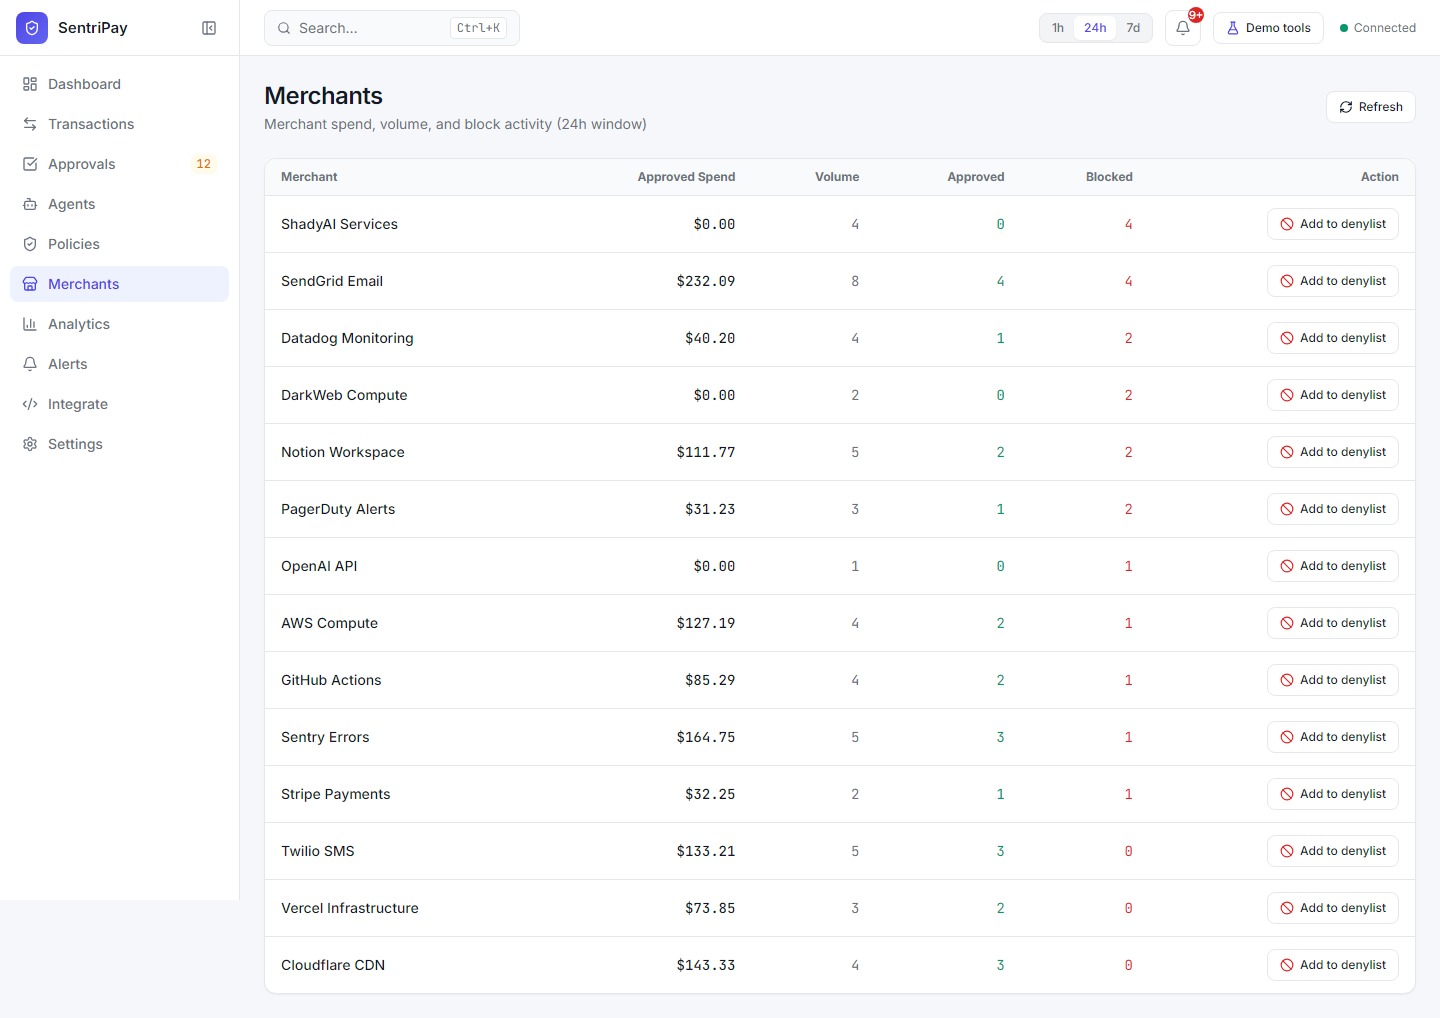 SentriPay
Search... Ctrl+K
1h 24h 7d
9+
Demo tools
Connected
Dashboard
Transactions
Approvals 12
Agents
Policies
Merchants
Analytics
Alerts
Integrate
Settings
Merchants
Merchant spend, volume, and block activity (24h window)
Refresh
Merchant Approved Spend Volume Approved Blocked Action
ShadyAI Services $0.00 4 0 4 Add to denylist
SendGrid Email $232.09 8 4 4 Add to denylist
Datadog Monitoring $40.20 4 1 2 Add to denylist
DarkWeb Compute $0.00 2 0 2 Add to denylist
Notion Workspace $111.77 5 2 2 Add to denylist
PagerDuty Alerts $31.23 3 1 2 Add to denylist
OpenAI API $0.00 1 0 1 Add to denylist
AWS Compute $127.19 4 2 1 Add to denylist
GitHub Actions $85.29 4 2 1 Add to denylist
Sentry Errors $164.75 5 3 1 Add to denylist
Stripe Payments $32.25 2 1 1 Add to denylist
Twilio SMS $133.21 5 3 0 Add to denylist
Vercel Infrastructure $73.85 3 2 0 Add to denylist
Cloudflare CDN $143.33 4 3 0 Add to denylist